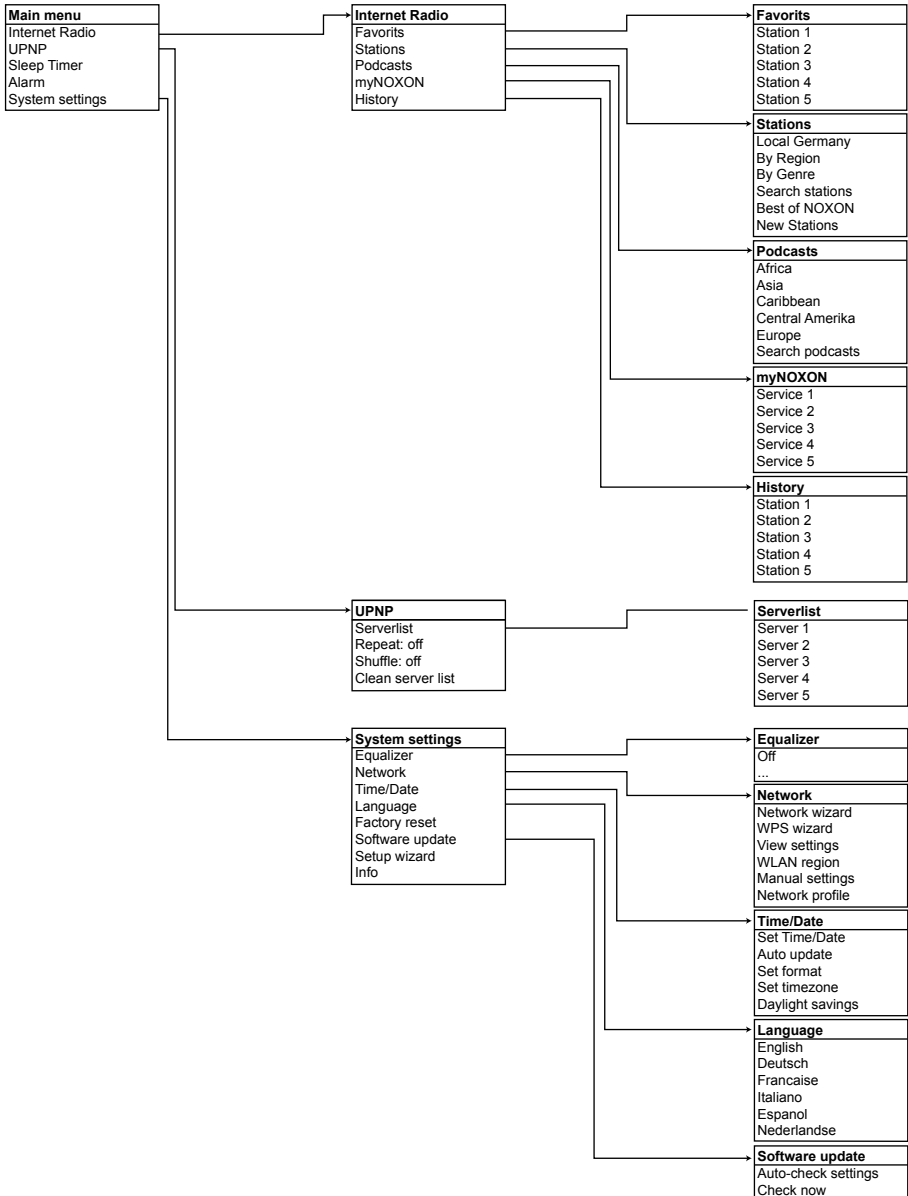 Main menu
Internet Radio
UPNP
Sleep Timer
Alarm
System settings
Internet Radio
Favorits
Stations
Podcasts
myNOXON
History
Favorits
Station 1
Station 2
Station 3
Station 4
Station 5
Stations
Local Germany
By Region
By Genre
Search stations
Best of NOXON
New Stations
Podcasts
Africa
Asia
Caribbean
Central Amerika
Europe
Search podcasts
myNOXON
Service 1
Service 2
Service 3
Service 4
Service 5
History
Station 1
Station 2
Station 3
Station 4
Station 5
UPNP
Serverlist
Repeat: off
Shuffle: off
Clean server list
Serverlist
Server 1
Server 2
Server 3
Server 4
Server 5
System settings
Equalizer
Network
Time/Date
Language
Factory reset
Software update
Setup wizard
Info
Equalizer
Off
...
Network
Network wizard
WPS wizard
View settings
WLAN region
Manual settings
Network profile
Time/Date
Set Time/Date
Auto update
Set format
Set timezone
Daylight savings
Language
English
Deutsch
Francaise
Italiano
Espanol
Nederlandse
Software update
Auto-check settings
Check now